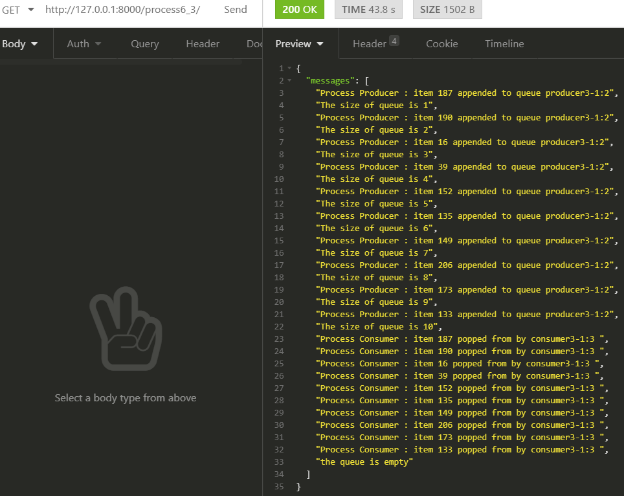 GET http://127.0.0.1:8000/process6_3/ Send 200 OK TIME 43.8 s SIZE 1502 B
Body Auth Query Header Doc Preview Header 4 Cookie Timeline
1 {
2 "messages": [
3 "Process Producer : item 187 appended to queue producer3-1:2",
4 "The size of queue is 1",
5 "Process Producer : item 190 appended to queue producer3-1:2",
6 "The size of queue is 2",
7 "Process Producer : item 16 appended to queue producer3-1:2",
8 "The size of queue is 3",
9 "Process Producer : item 39 appended to queue producer3-1:2",
10 "The size of queue is 4",
11 "Process Producer : item 152 appended to queue producer3-1:2",
12 "The size of queue is 5",
13 "Process Producer : item 135 appended to queue producer3-1:2",
14 "The size of queue is 6",
15 "Process Producer : item 149 appended to queue producer3-1:2",
16 "The size of queue is 7",
17 "Process Producer : item 206 appended to queue producer3-1:2",
18 "The size of queue is 8",
19 "Process Producer : item 173 appended to queue producer3-1:2",
20 "The size of queue is 9",
21 "Process Producer : item 133 appended to queue producer3-1:2",
22 "The size of queue is 10",
23 "Process Consumer : item 187 popped from by consumer3-1:3 ",
24 "Process Consumer : item 190 popped from by consumer3-1:3 ",
25 "Process Consumer : item 16 popped from by consumer3-1:3 ",
26 "Process Consumer : item 39 popped from by consumer3-1:3 ",
27 "Process Consumer : item 152 popped from by consumer3-1:3 ",
28 "Process Consumer : item 135 popped from by consumer3-1:3 ",
29 "Process Consumer : item 149 popped from by consumer3-1:3 ",
30 "Process Consumer : item 206 popped from by consumer3-1:3 ",
31 "Process Consumer : item 173 popped from by consumer3-1:3 ",
32 "Process Consumer : item 133 popped from by consumer3-1:3 ",
33 "the queue is empty"
34 ]
35 }
Select a body type from above